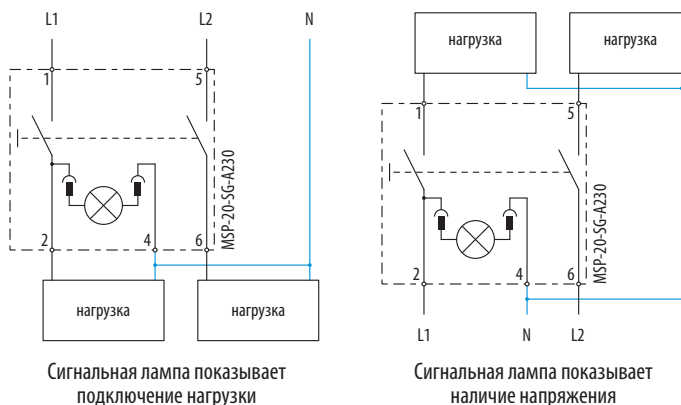 L1 L2 N
1 5
MSP-20-SG-A230
2 4 6
нагрузка нагрузка
Сигнальная лампа показывает
подключение нагрузки
нагрузка нагрузка
1 5
MSP-20-SG-A230
2 4 6
L1 N L2
Сигнальная лампа показывает
наличие напряжения